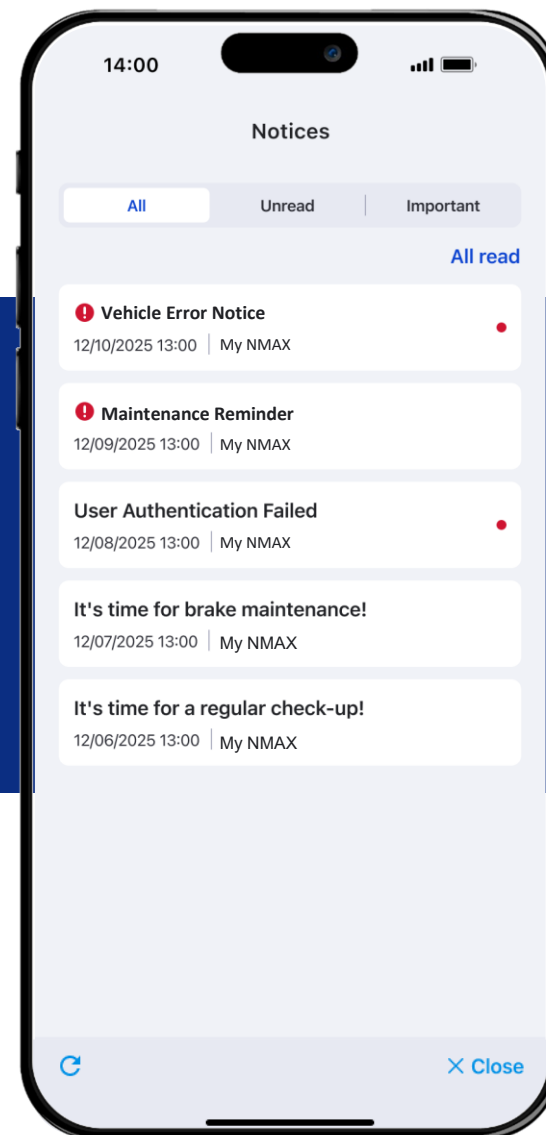 14:00
Notices
All Unread Important
All read
Vehicle Error Notice
12/10/2025 13:00 My NMAX
Maintenance Reminder
12/09/2025 13:00 My NMAX
User Authentication Failed
12/08/2025 13:00 My NMAX
It's time for brake maintenance!
12/07/2025 13:00 My NMAX
It's time for a regular check-up!
12/06/2025 13:00 My NMAX
Close